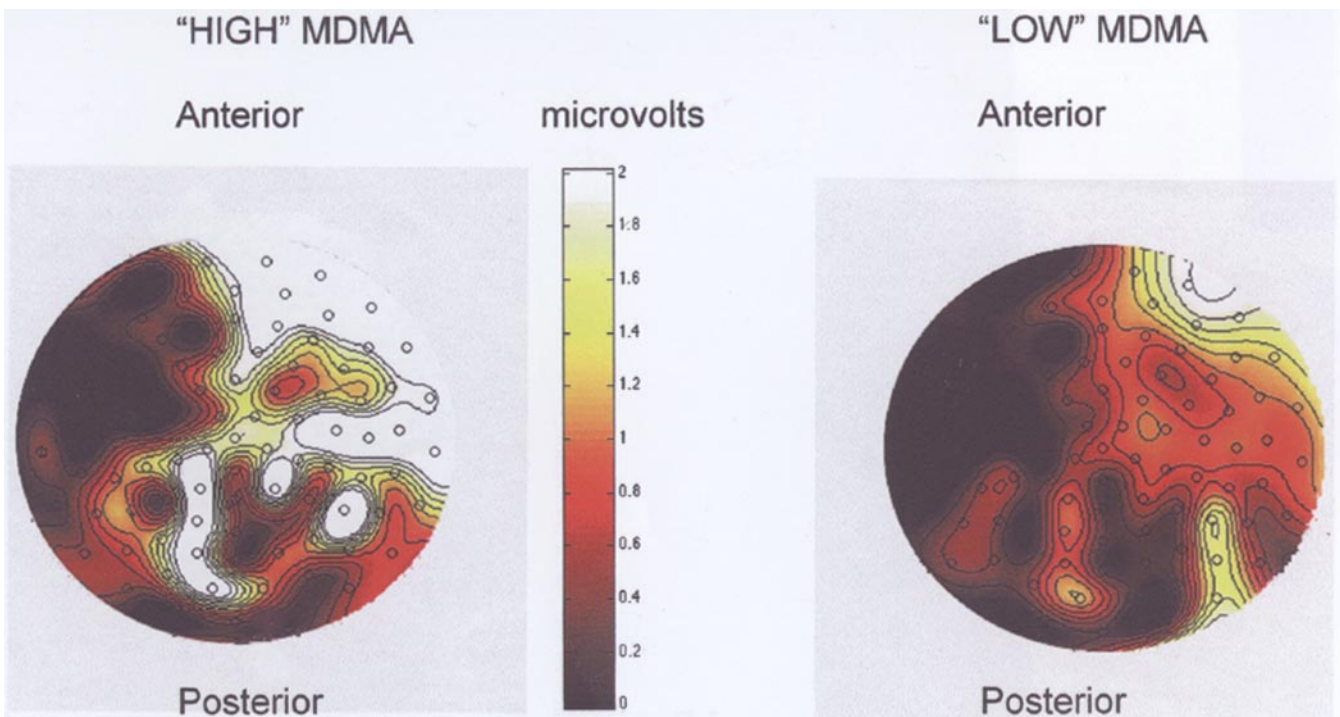 “HIGH” MDMA
“LOW” MDMA
Anterior
microvolts
Anterior
2
1.8
1.6
1.4
1.2
1
0.8
0.6
0.4
0.2
0
Posterior
Posterior